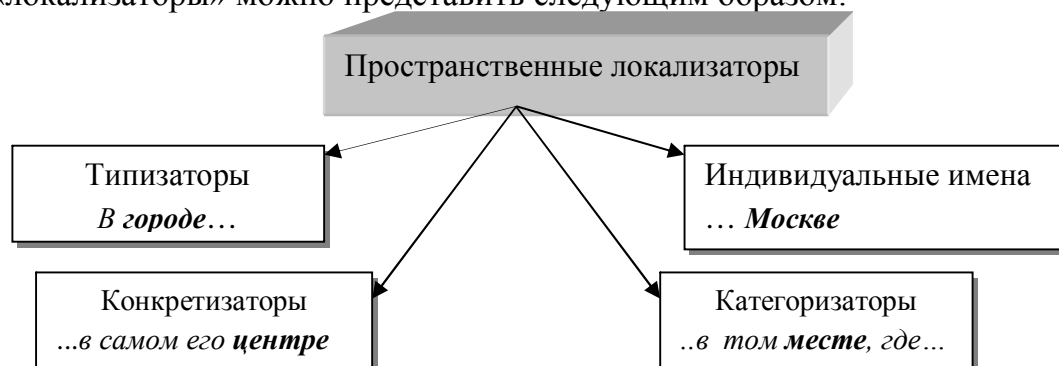 «локализаторы» можно представить следующим образом:
Пространственные локализаторы
Типизаторы
В городе…
Индивидуальные имена
… Москве
Конкретизаторы
...в самом его центре
Категоризаторы
..в том месте, где…